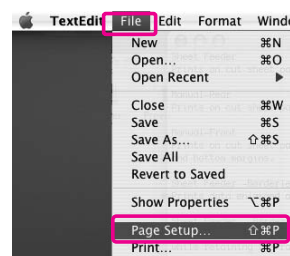 TextEdit File Edit Format Wind
New ⌘N
Open... ⌘O
Open Recent ▶
Close ⌘W
Save ⌘S
Save As... ⇧⌘S
Save All
Revert to Saved
Show Properties ⌥⌘P
Page Setup... ⇧⌘P
Print... ⌘P